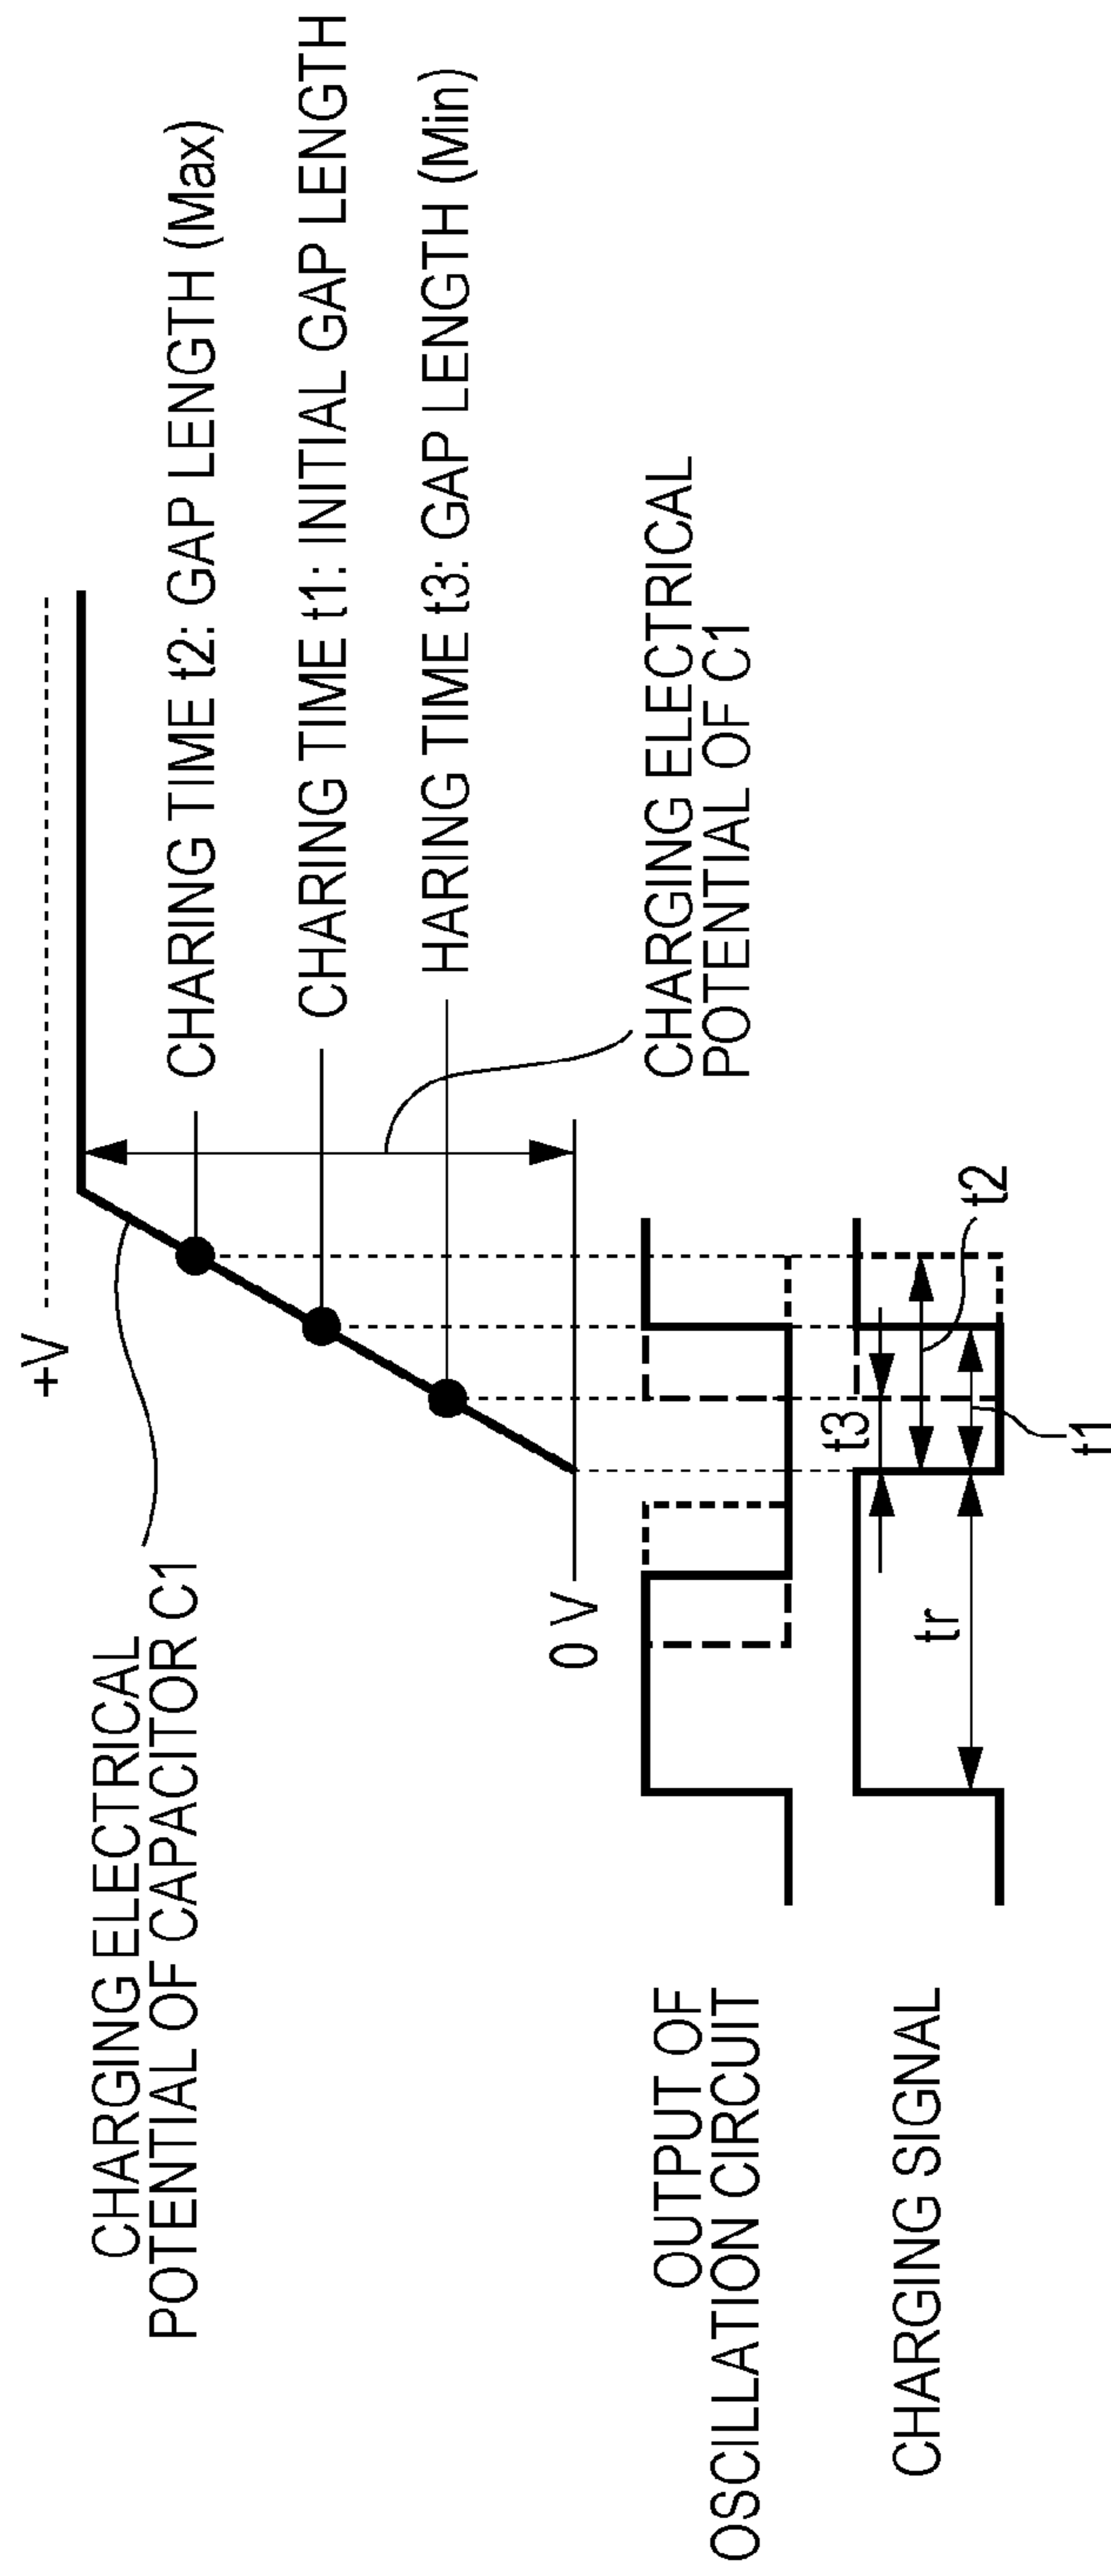 +V
CHARGING ELECTRICAL
POTENTIAL OF CAPACITOR C1
CHARING TIME t2: GAP LENGTH (Max)
CHARING TIME t1: INITIAL GAP LENGTH
HARING TIME t3: GAP LENGTH (Min)
0 V
CHARGING ELECTRICAL
POTENTIAL OF C1
OUTPUT OF
OSCILLATION CIRCUIT
CHARGING SIGNAL
tr
t3
t2
t1